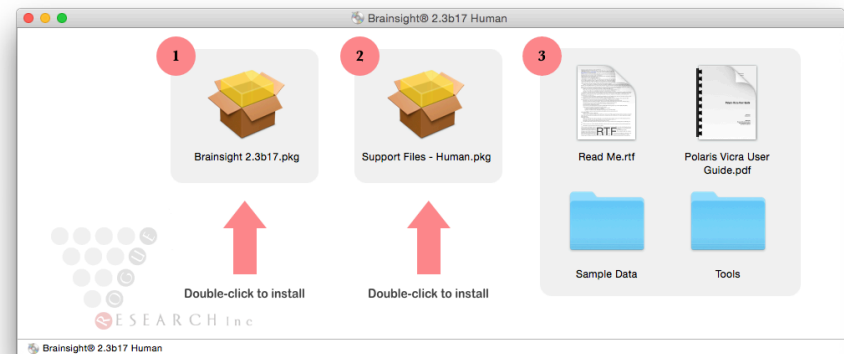 Brainsight® 2.3b17 Human
1
2
3
Brainsight 2.3b17.pkg
Support Files - Human.pkg
RTF
Read Me.rtf
Polaris Vicra User
Guide.pdf
Double-click to install
Double-click to install
Sample Data
Tools
ROGUE
RESEARCH Inc
Brainsight® 2.3b17 Human